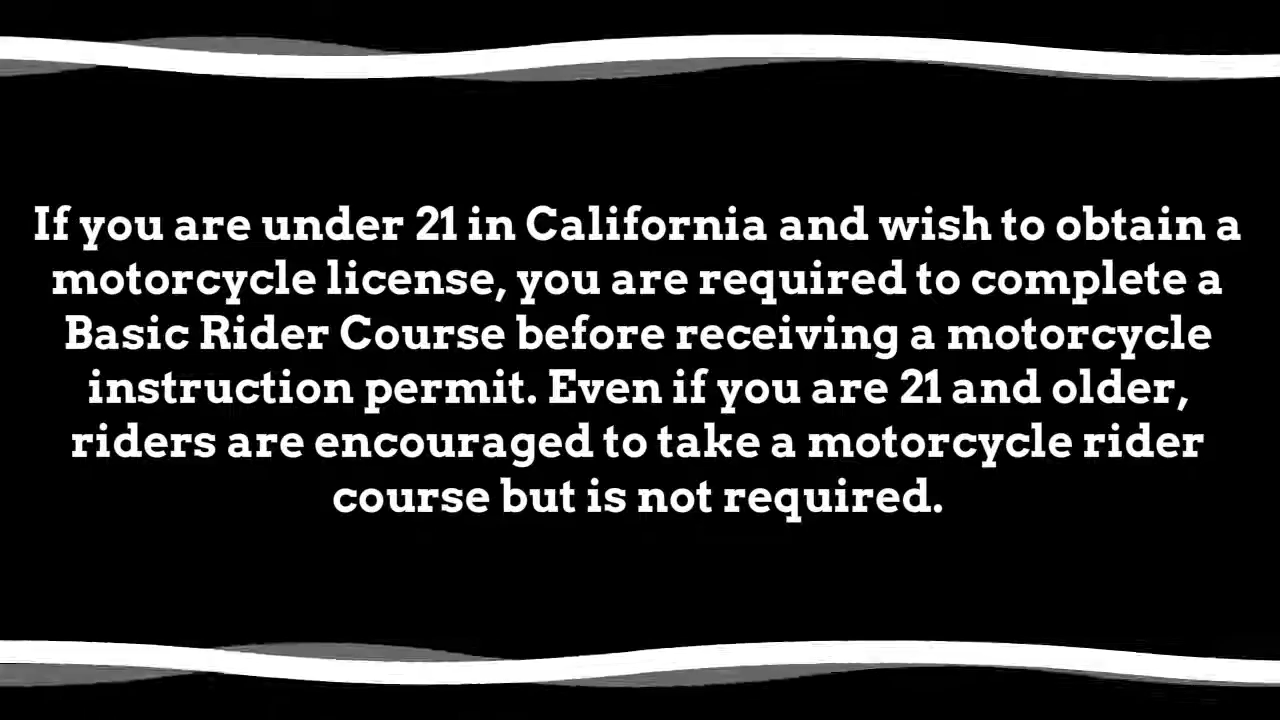 If you are under 21 in California and wish to obtain a
motorcycle license, you are required to complete a
Basic Rider Course before receiving a motorcycle
instruction permit. Even if you are 21 and older,
riders are encouraged to take a motorcycle rider
course but is not required.